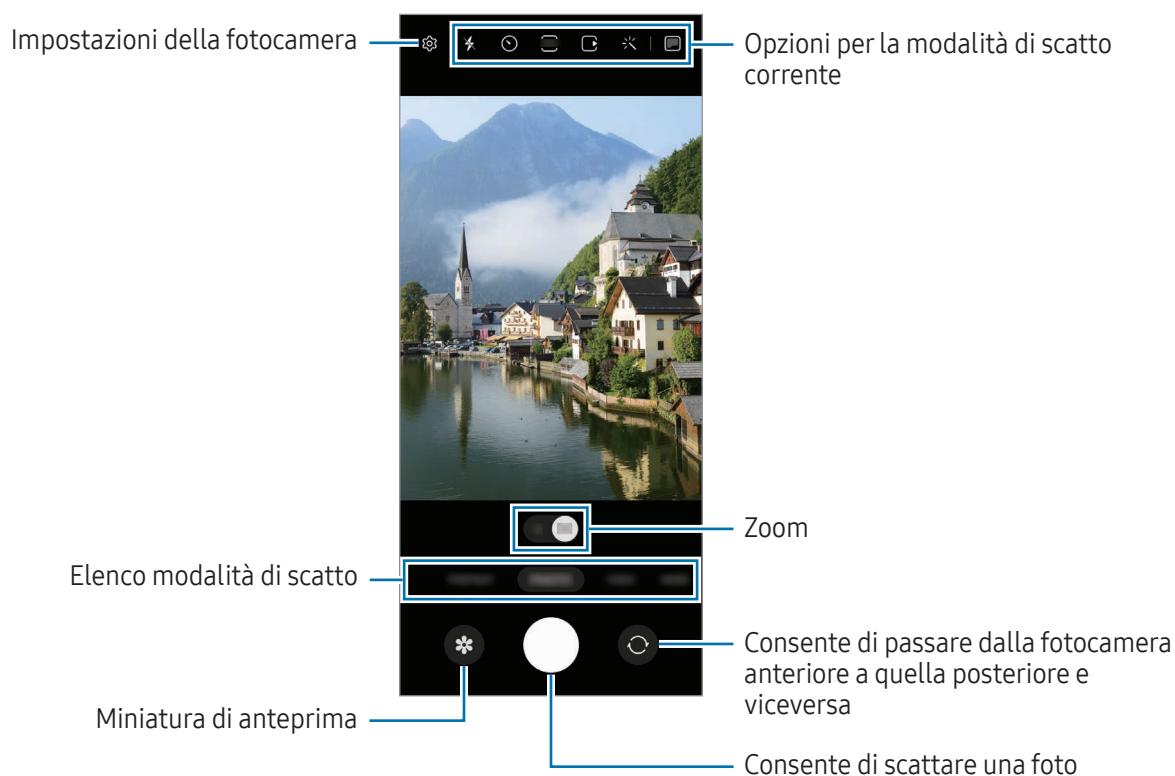 Impostazioni della fotocamera
Opzioni per la modalità di scatto
corrente
Zoom
Elenco modalità di scatto
Consente di passare dalla fotocamera
anteriore a quella posteriore e
viceversa
Miniatura di anteprima
Consente di scattare una foto